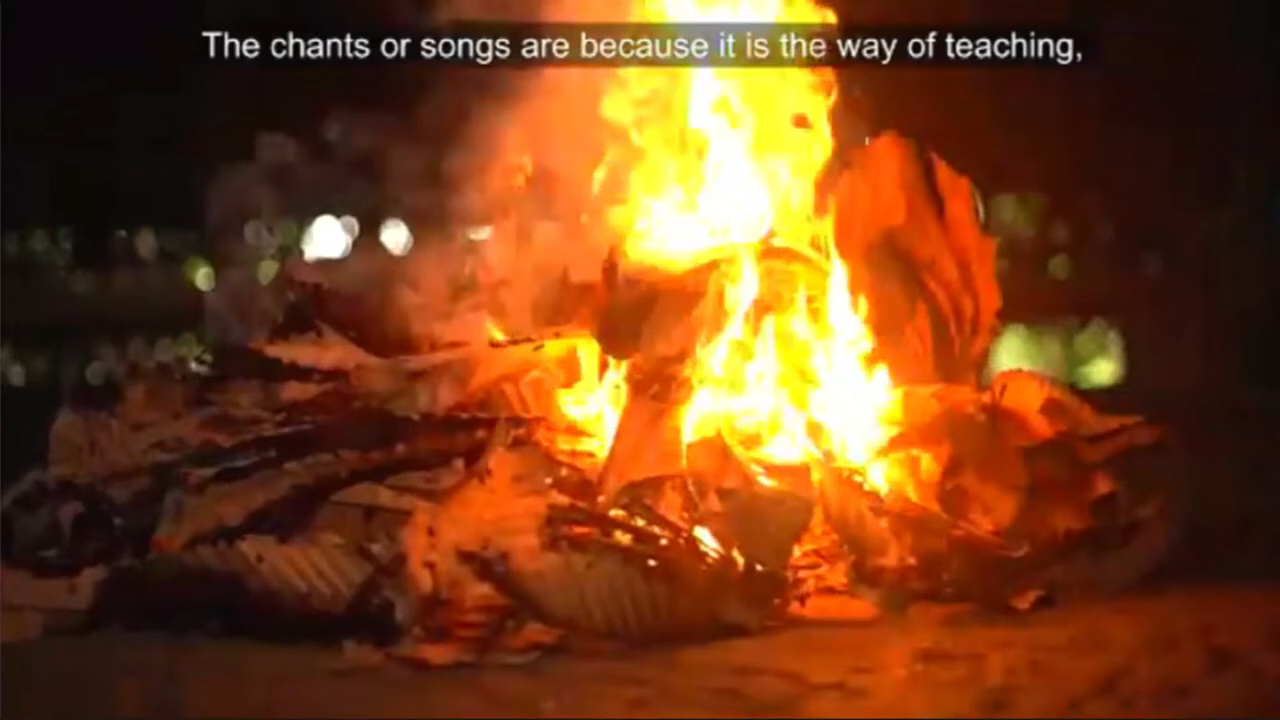 The chants or songs are because it is the way of teaching,